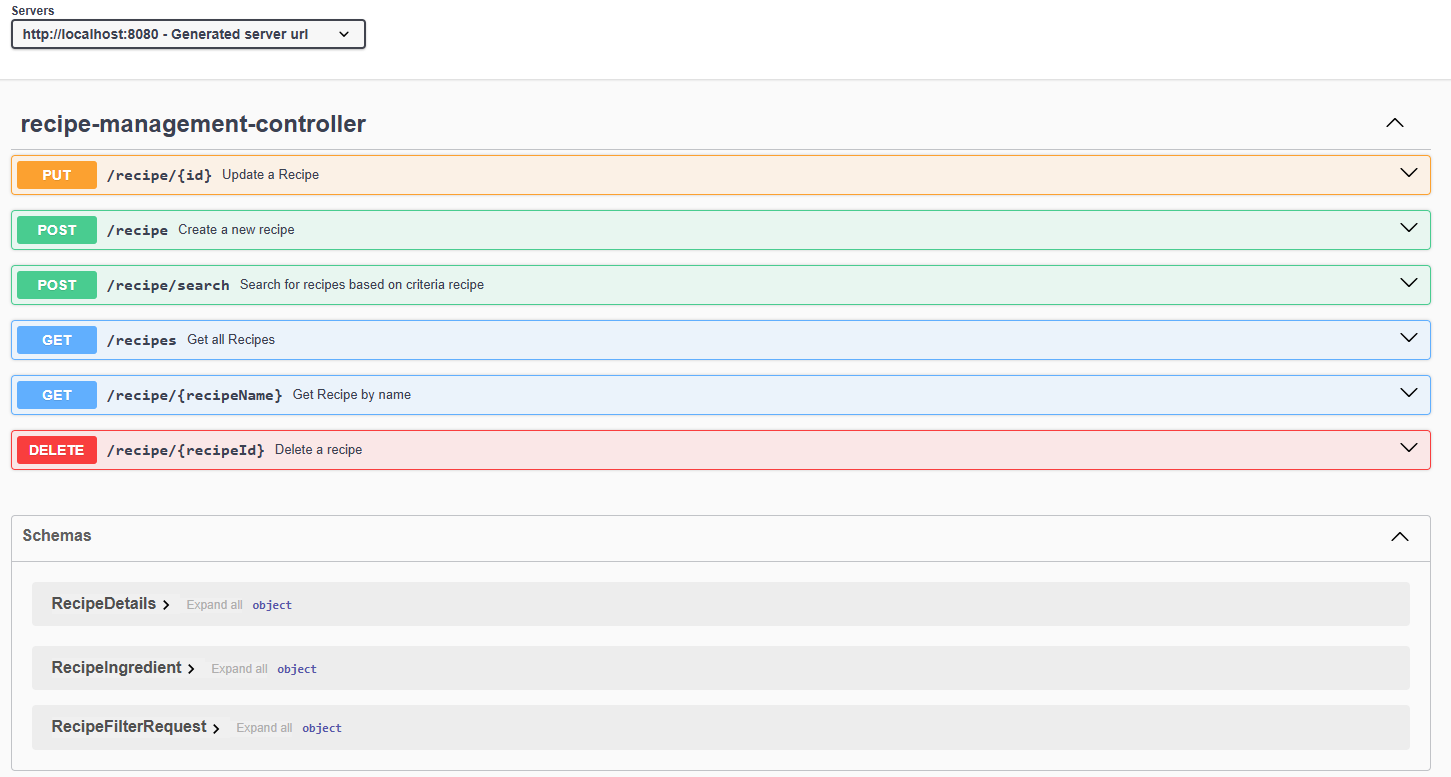 Servers
http://localhost:8080 - Generated server url
recipe-management-controller
PUT /recipe/{id} Update a Recipe
POST /recipe Create a new recipe
POST /recipe/search Search for recipes based on criteria recipe
GET /recipes Get all Recipes
GET /recipe/{recipeName} Get Recipe by name
DELETE /recipe/{recipeId} Delete a recipe
Schemas
RecipeDetails Expand all object
RecipeIngredient Expand all object
RecipeFilterRequest Expand all object